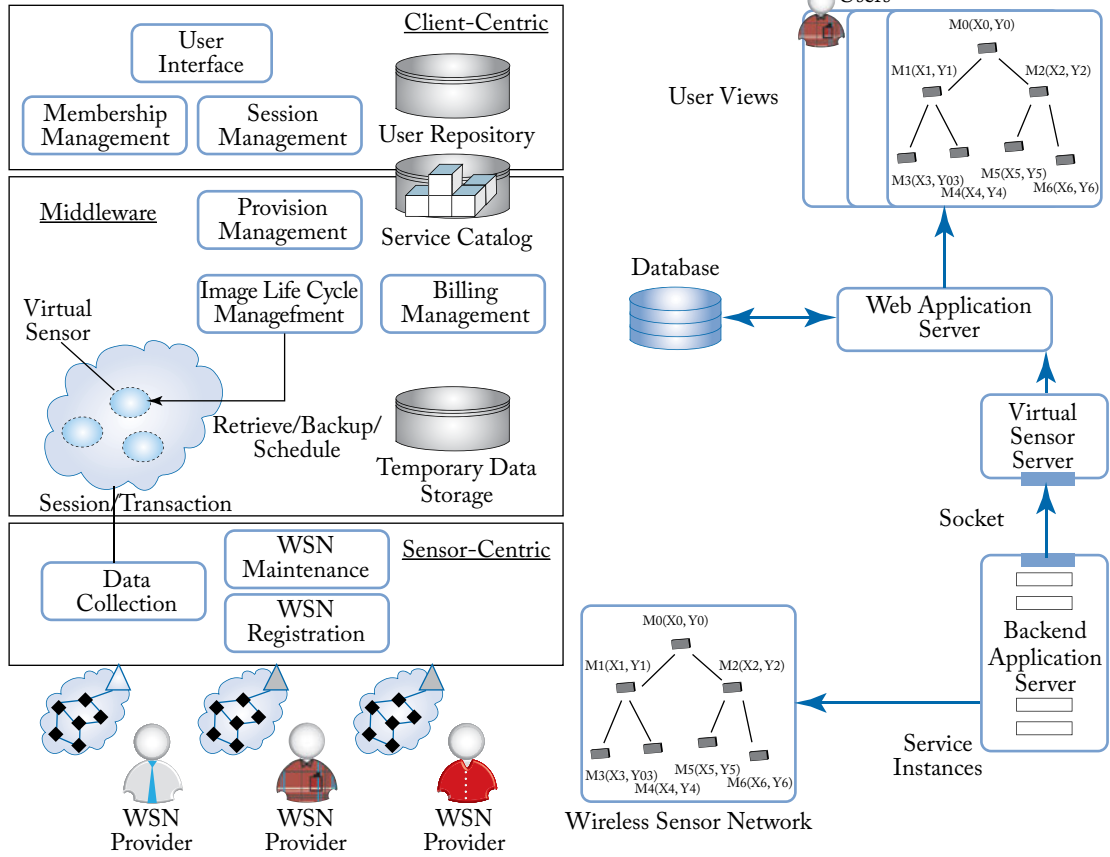 Client-Centric
User
Interface
Membership
Management
Session
Management
User Repository
Middleware
Provision
Management
Service Catalog
Image Life Cycle
Managefment
Billing
Management
Virtual
Sensor
Retrieve/Backup/
Schedule
Temporary Data
Storage
Session/Transaction
Sensor-Centric
WSN
Maintenance
Data
Collection
WSN
Registration
WSN
Provider
WSN
Provider
WSN
Provider
Users
User Views
M0(X0, Y0)
M1(X1, Y1)
M2(X2, Y2)
M3(X3, Y03)
M4(X4, Y4)
M5(X5, Y5)
M6(X6, Y6)
Database
Web Application
Server
Virtual
Sensor
Server
Socket
Backend
Application
Server
Service
Instances
M0(X0, Y0)
M1(X1, Y1)
M2(X2, Y2)
M3(X3, Y03)
M4(X4, Y4)
M5(X5, Y5)
M6(X6, Y6)
Wireless Sensor Network